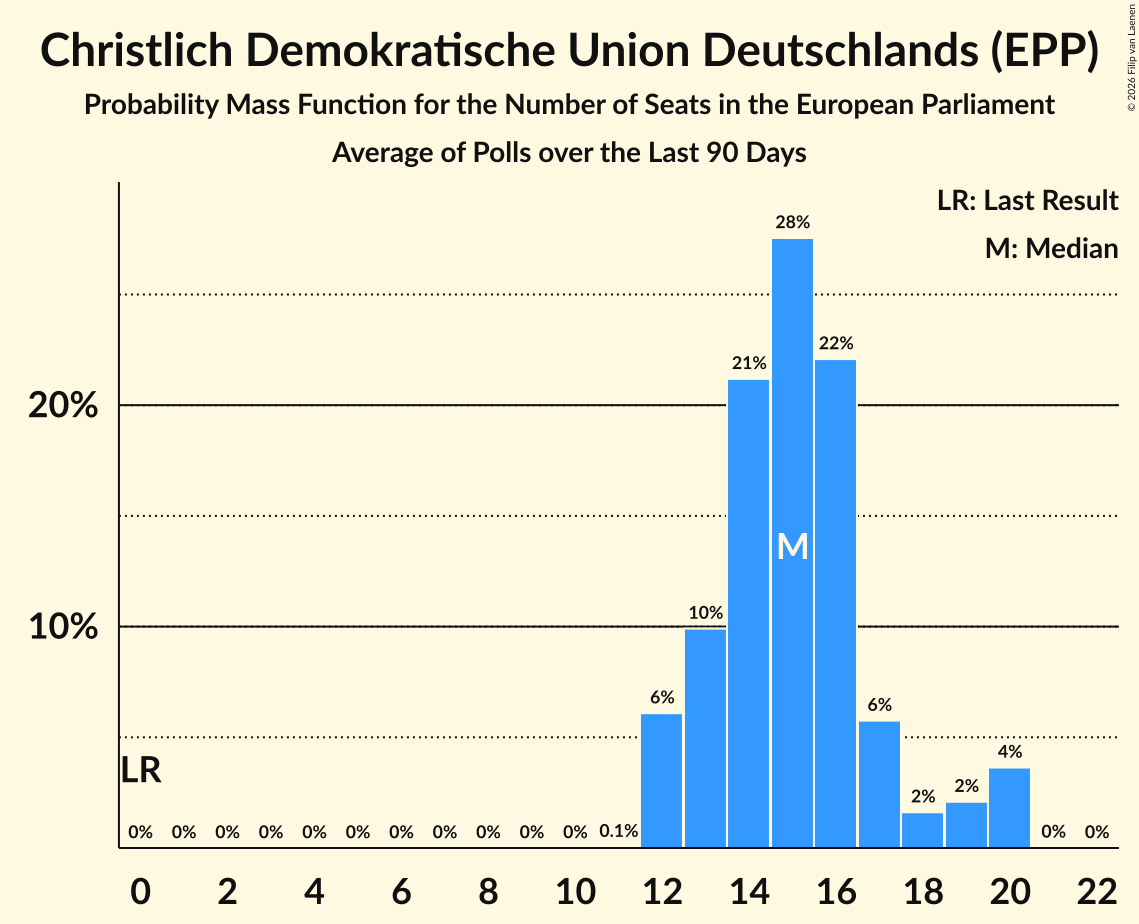 Christlich Demokratische Union Deutschlands (EPP)
Probability Mass Function for the Number of Seats in the European Parliament
Average of Polls over the Last 90 Days
© 2026 Filip van Laenen
LR: Last Result
M: Median
28%
22%
21%
20%
M
10%
10%
6%
6%
4%
2%
2%
LR
0% 0% 0% 0% 0% 0% 0% 0% 0% 0% 0% 0.1% 0% 0%
0 2 4 6 8 10 12 14 16 18 20 22